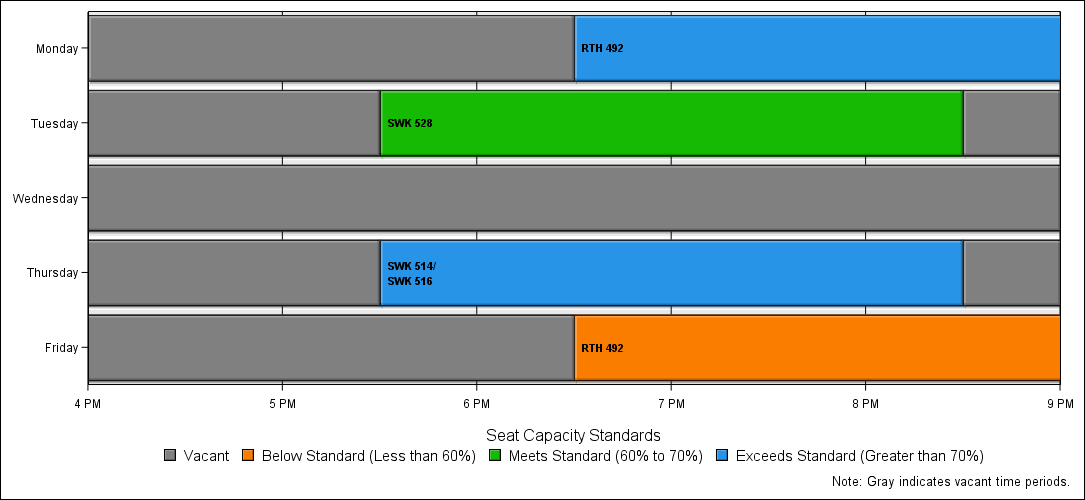 Monday
RTH 492
Tuesday
SWK 528
Wednesday
Thursday
SWK 514/
SWK 516
Friday
RTH 492
4 PM 5 PM 6 PM 7 PM 8 PM 9 PM
Seat Capacity Standards
Vacant Below Standard (Less than 60%) Meets Standard (60% to 70%) Exceeds Standard (Greater than 70%)
Note: Gray indicates vacant time periods.